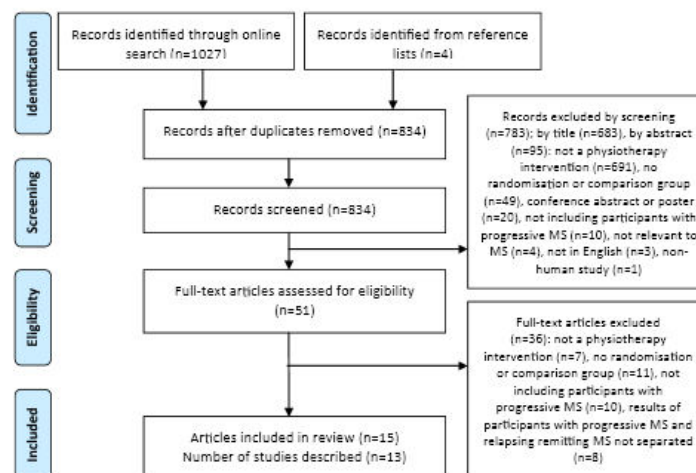 Identification
Records identified through online
search (n=1027)
Records identified from reference
lists (n=4)
Records after duplicates removed (n=834)
Records excluded by screening
(n=783): by title (n=683), by abstract
(n=95): not a physiotherapy
intervention (n=691), no
randomisation or comparison group
(n=49), conference abstract or poster
(n=20), not including participants with
progressive MS (n=10), not relevant to
MS (n=4), not in English (n=3), non-
human study (n=1)
Screening
Records screened (n=834)
Eligibility
Full-text articles assessed for eligibility
(n=51)
Full-text articles excluded
(n=36): not a physiotherapy
intervention (n=7), no randomisation
or comparison group (n=11), not
including participants with
progressive MS (n=10), results of
participants with progressive MS and
relapsing remitting MS not separated
(n=8)
Included
Articles included in review (n=15)
Number of studies described (n=13)